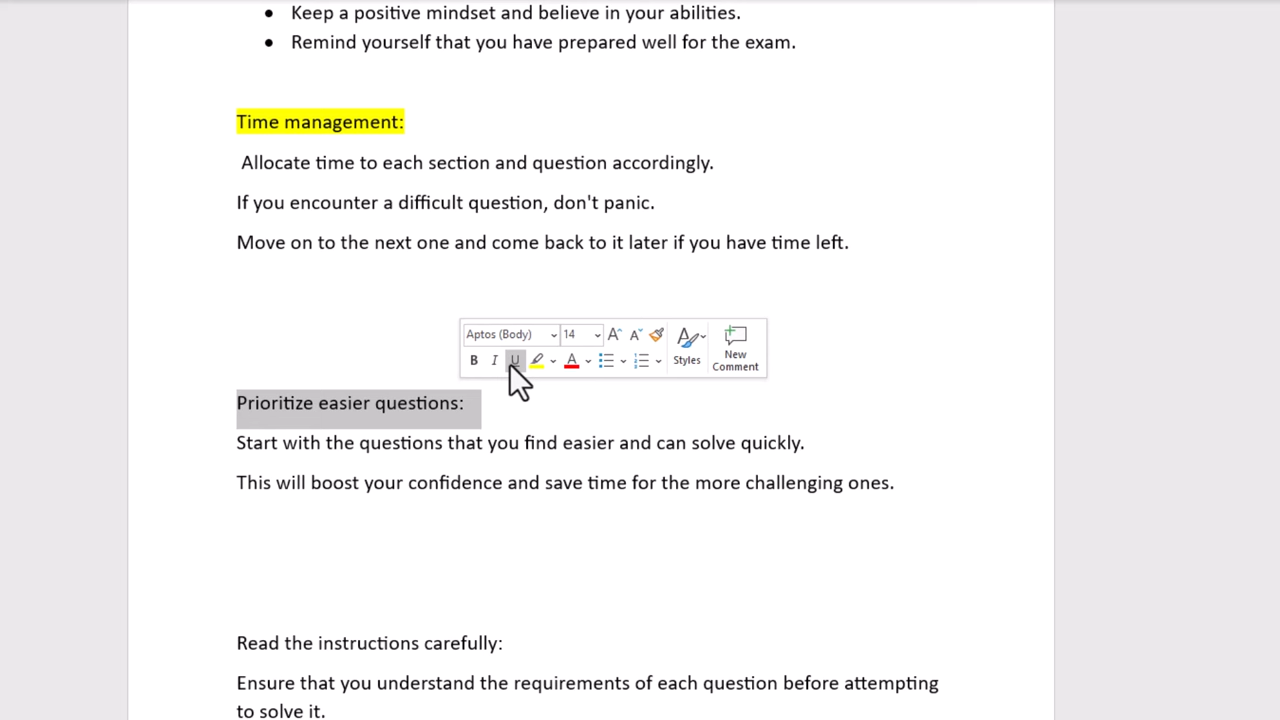 • Keep a positive mindset and believe in your abilities.
• Remind yourself that you have prepared well for the exam.
Time management:
Allocate time to each section and question accordingly.
If you encounter a difficult question, don't panic.
Move on to the next one and come back to it later if you have time left.
Aptos (Body) 14 A A A
B I U A Styles New Comment
Prioritize easier questions:
Start with the questions that you find easier and can solve quickly.
This will boost your confidence and save time for the more challenging ones.
Read the instructions carefully:
Ensure that you understand the requirements of each question before attempting
to solve it.